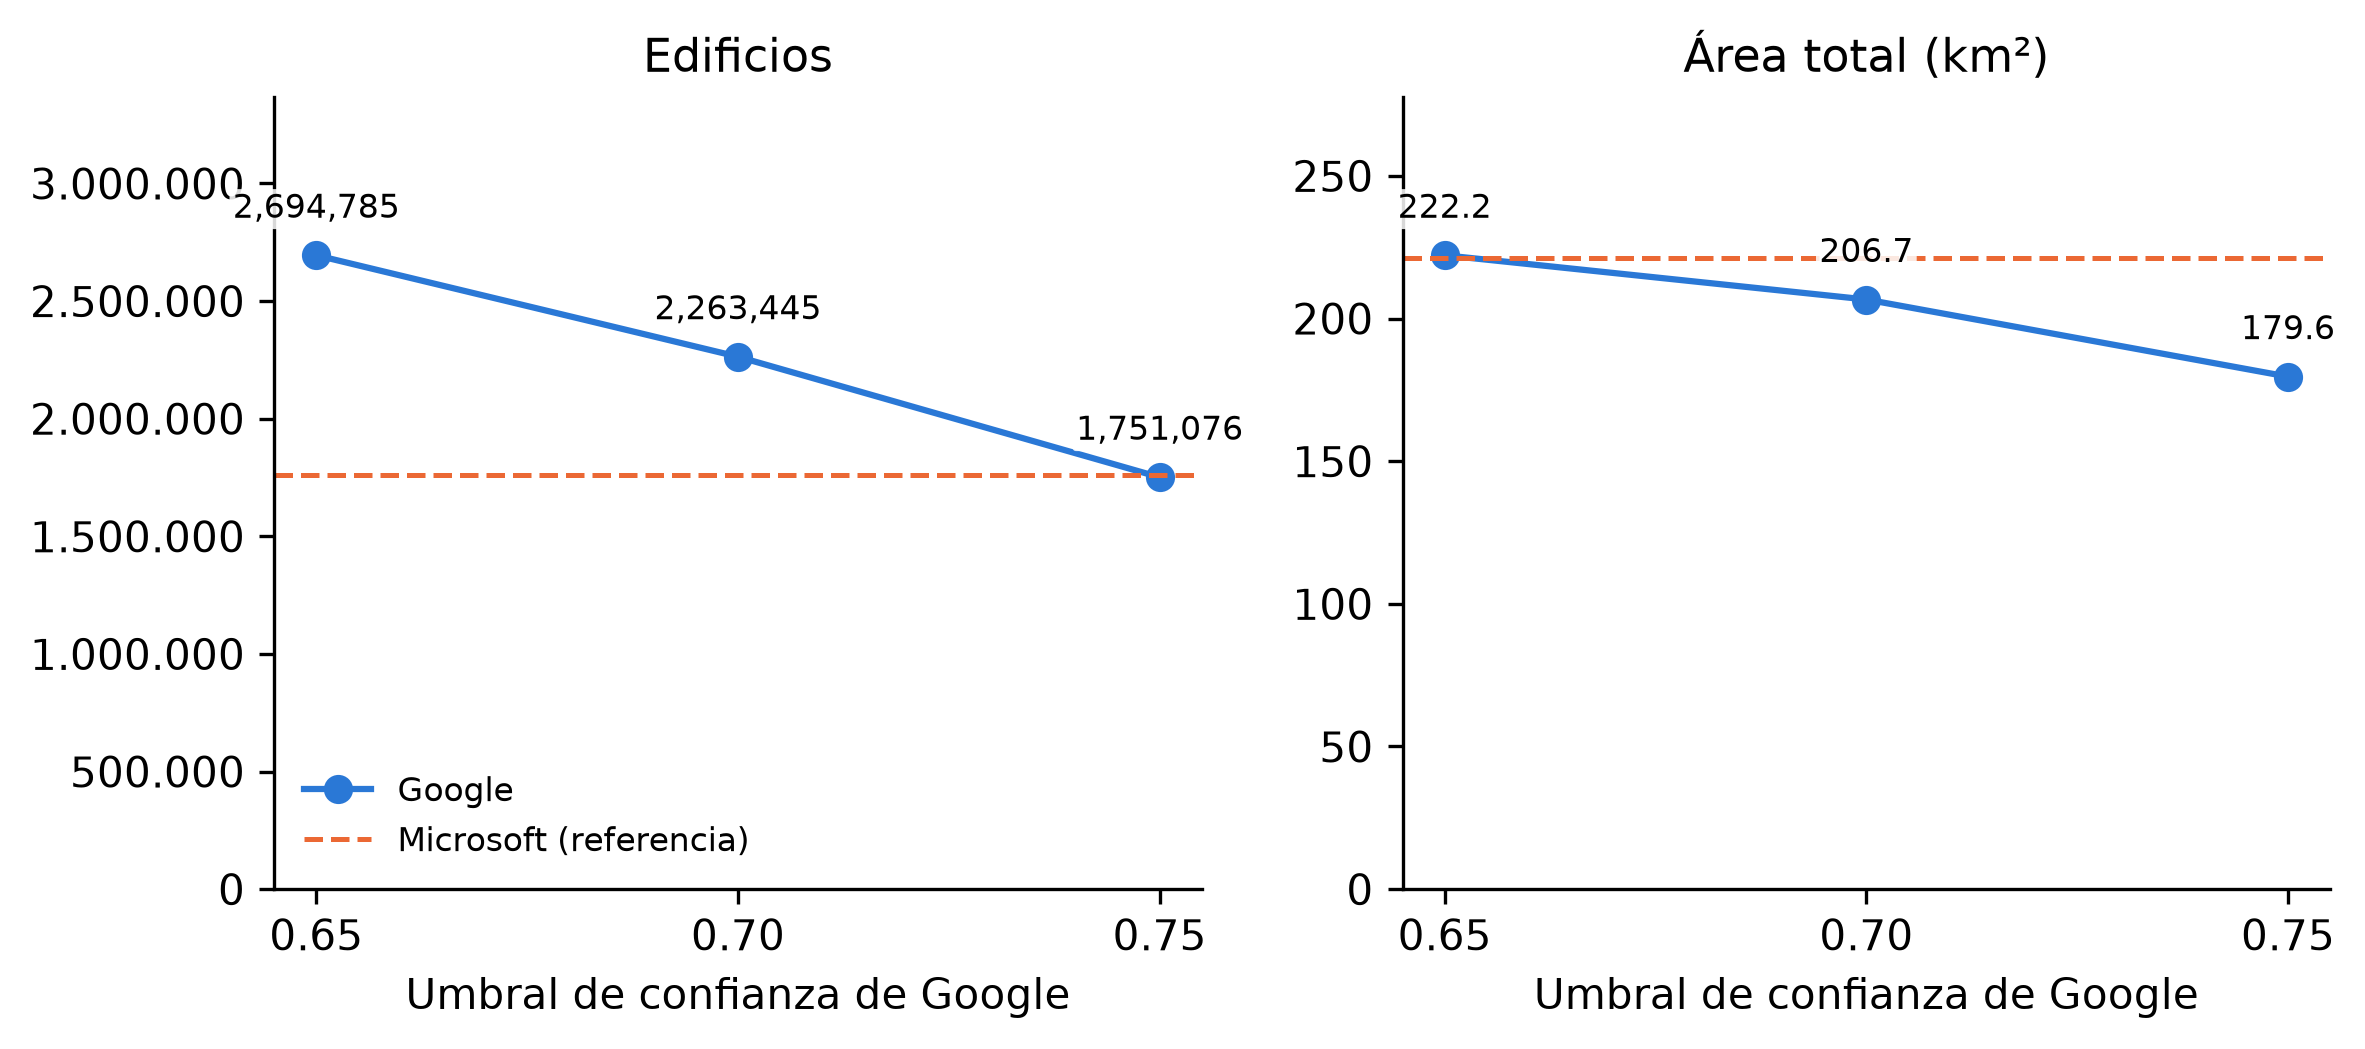 Edificios
3.000.000
2,694,785
2.500.000
2,263,445
2.000.000
1,751,076
1.500.000
1.000.000
500.000
Google
Microsoft (referencia)
0
0.65 0.70 0.75
Umbral de confianza de Google
Área total (km²)
250
222.2
206.7
200
179.6
150
100
50
0
0.65 0.70 0.75
Umbral de confianza de Google